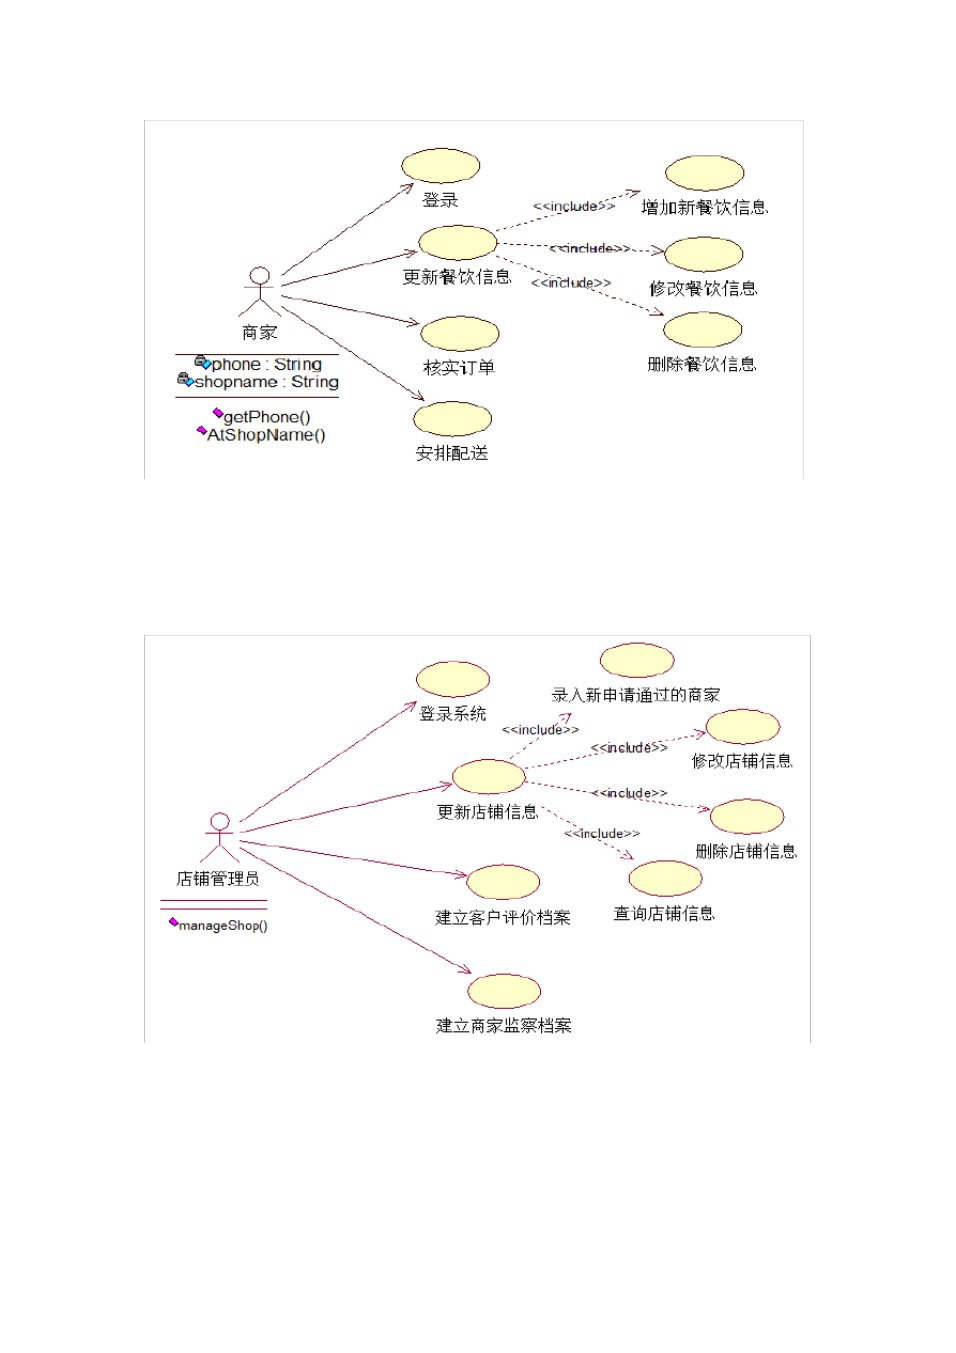 登录
增加新餐饮信息
<<include>>
更新餐饮信息
<<include>>
修改餐饮信息
<<include>>
商家
phone : String
shopname : String
getPhone()
AtShopName()
核实订单
删除餐饮信息
安排配送
录入新申请通过的商家
登录系统
<<include>>
<<include>>
修改店铺信息
更新店铺信息
<<include>>
<<include>>
删除店铺信息
店铺管理员
manageShop()
建立客户评价档案
查询店铺信息
建立商家监察档案